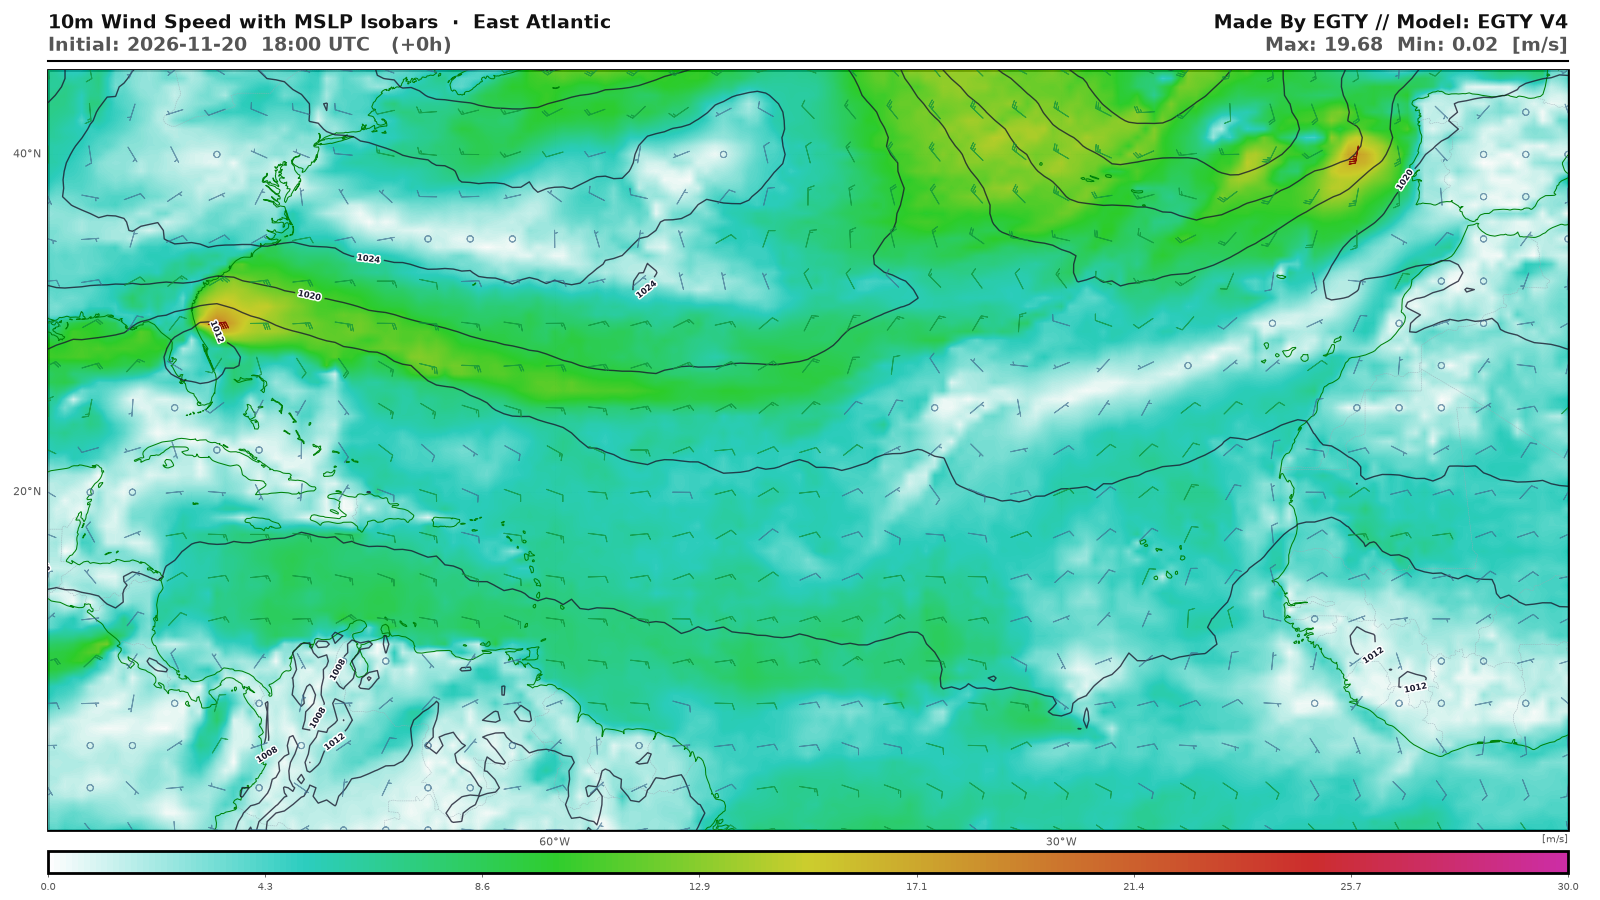 10m Wind Speed with MSLP Isobars · East Atlantic
Made By EGTY // Model: EGTY V4
Initial: 2026-11-20 18:00 UTC (+0h)
Max: 19.68 Min: 0.02 [m/s]
40°N
1020
1024
1024
1020
1012
20°N
1012
1008
1012
1008
1012
1008
60°W
30°W
[m/s]
0.0
4.3
8.6
12.9
17.1
21.4
25.7
30.0